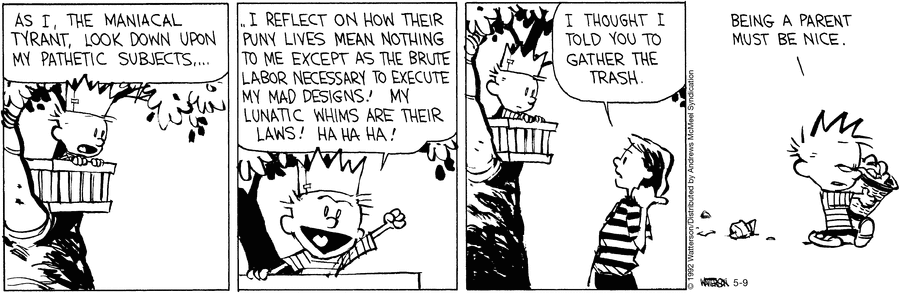 AS I, THE MANIACAL
TYRANT, LOOK DOWN UPON
MY PATHETIC SUBJECTS,...
..I REFLECT ON HOW THEIR
PUNY LIVES MEAN NOTHING
TO ME EXCEPT AS THE BRUTE
LABOR NECESSARY TO EXECUTE
MY MAD DESIGNS! MY
LUNATIC WHIMS ARE THEIR
LAWS! HA HA HA!
I THOUGHT I
TOLD YOU TO
GATHER THE
TRASH.
© 1992 Watterson/Distributed by Andrews McMeel Syndication
BEING A PARENT
MUST BE NICE.
WATTERSON 5-9